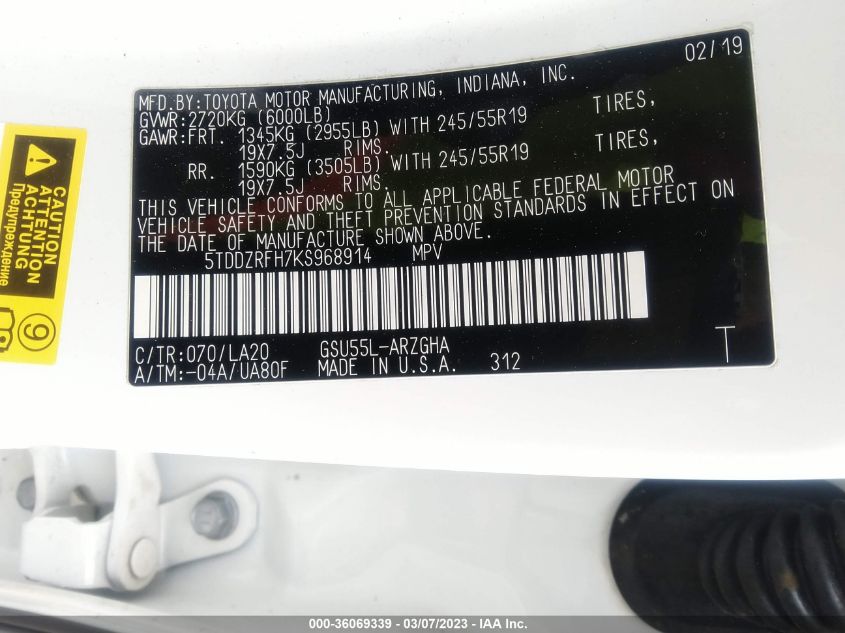 02/19
MFD.BY:TOYOTA MOTOR MANUFACTURING, INDIANA, INC.
GVWR:2720KG (6000LB)
GAWR:FRT. 1345KG (2955LB) WITH 245/55R19 TIRES,
19X7.5J RIMS.
RR. 1590KG (3505LB) WITH 245/55R19 TIRES,
19X7.5J RIMS.
THIS VEHICLE CONFORMS TO ALL APPLICABLE FEDERAL MOTOR
VEHICLE SAFETY AND THEFT PREVENTION STANDARDS IN EFFECT ON
THE DATE OF MANUFACTURE SHOWN ABOVE.
5TDDZRFH7KS968914 MPV
C/TR:070/LA20 GSU55L-ARZGHA
A/TM:-04A/UA80F MADE IN U.S.A. 312
T
CAUTION
ATTENTION
ACHTUNG
Предупреждение
9
000-36069339 - 03/07/2023 - IAA Inc.